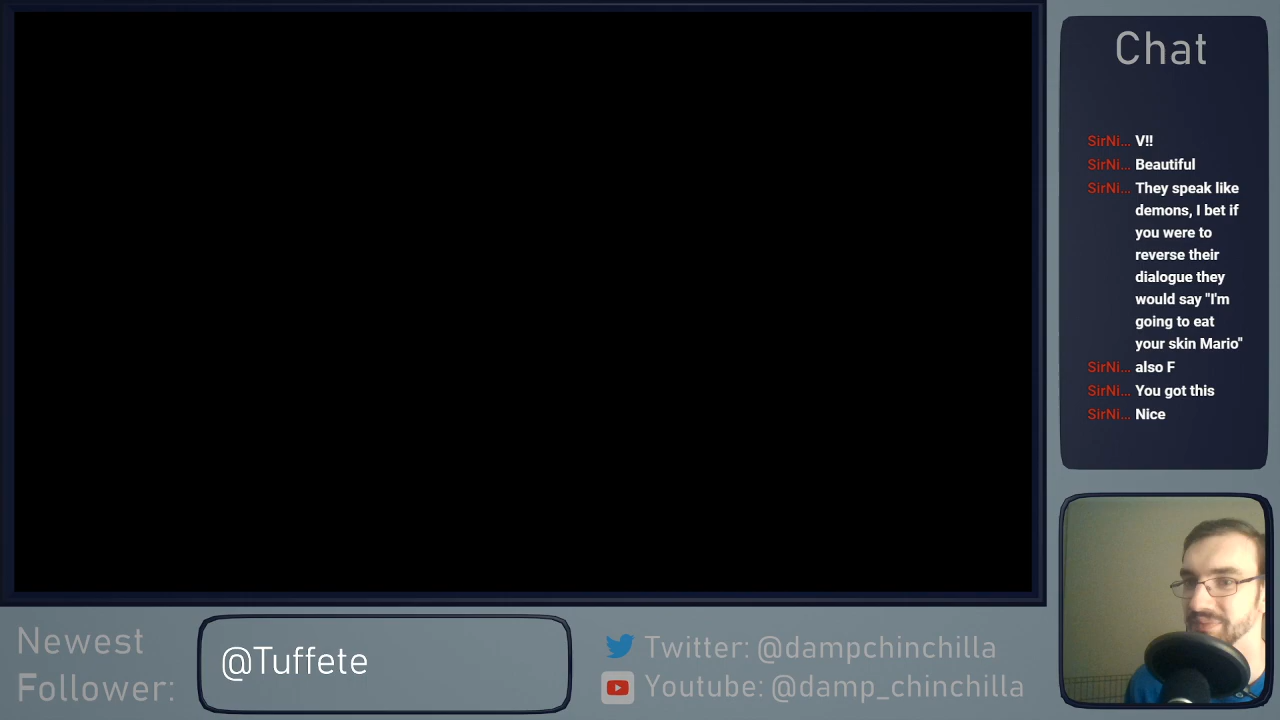 Chat
SirNi... V!!
SirNi... Beautiful
SirNi... They speak like
demons, I bet if
you were to
reverse their
dialogue they
would say "I'm
going to eat
your skin Mario"
SirNi... also F
SirNi... You got this
SirNi... Nice
Newest
Follower:
@Tuffete
Twitter: @dampchinchilla
Youtube: @damp_chinchilla